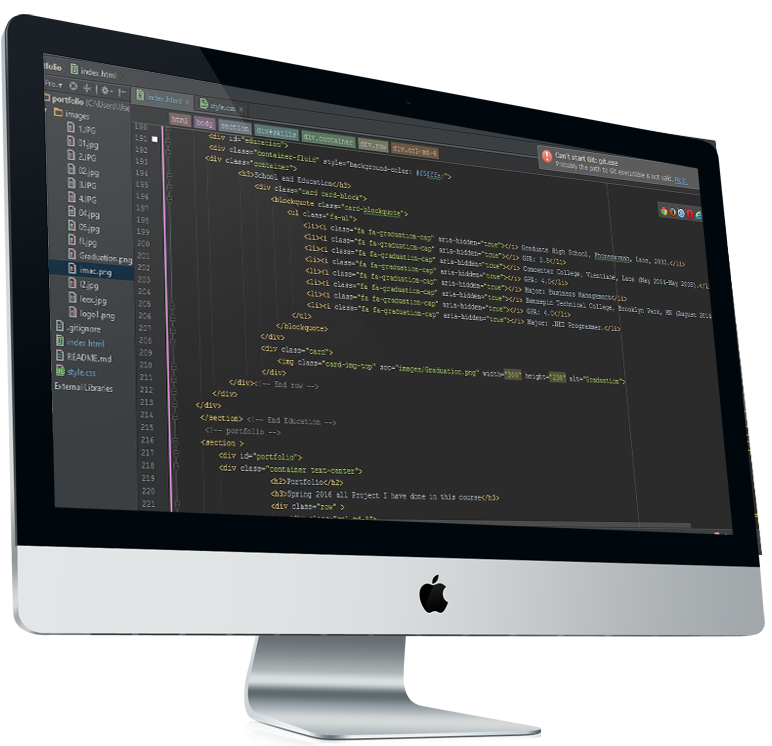 tfolio index.html
Pro.
portfolio [C:\Users\Use
images
1.JPG
01.jpg
2.JPG
02.jpg
3.JPG
4.JPG
04.jpg
05.jpg
fl.jpg
Graduation.png
imac.png
l2.jpg
teex.jpg
logo1.png
.gitignore
index.html
README.md
style.css
External Libraries
index.html style.css
html body section div#skills div.container div.row div.col-md-6
Can't start Git: git.exe
Probably the path to Git executable is not valid. Fix it.
190
191 <div id="education">
192 <div class="container-fluid" style="background-color:
193 <div class="container">
194 <h3>School and Education</h3>
195 <div class="card card-block">
196 <blockquote class="card-blockquote">
197 <ul class="fa-ul">
198 <li><i class="fa fa-graduation-cap" aria-hidden="true"></i> Graduate High School, Phonesavanh, Laos, 2001.</li>
199 <li><i class="fa fa-graduation-cap" aria-hidden="true"></i> GPA: 3.5</li>
200 <li><i class="fa fa-graduation-cap" aria-hidden="true"></i> Comcenter College, Vientiane, Laos (May 2001-May 2005).</li
201 <li><i class="fa fa-graduation-cap" aria-hidden="true"></i> GPA: 4.0</li>
202 <li><i class="fa fa-graduation-cap" aria-hidden="true"></i> Major: Business Management</li>
203 <li><i class="fa fa-graduation-cap" aria-hidden="true"></i> Hennepin Technical College, Brooklyn Park, MN (August 201
204 <li><i class="fa fa-graduation-cap" aria-hidden="true"></i> GPA: 4.0</li>
205 <li><i class="fa fa-graduation-cap" aria-hidden="true"></i> Major: .NET Programmer.</li>
206 </ul>
207 </blockquote>
208 </div>
209 <div class="card">
210 <img class="card-img-top" src="images/Graduation.png" width="300" height="230" alt="Graduation">
211 </div>
212 </div><!-- End row -->
213 </div>
214 </div>
215 </section> <!-- End Education -->
216 <!-- portfolio -->
217 <section >
218 <div id="portfolio">
219 <div class="container text-center">
220 <h2>Portfolio</h2>
221 <h3>Spring 2016 all Project I have done in this course</h3>
<div class="row" >